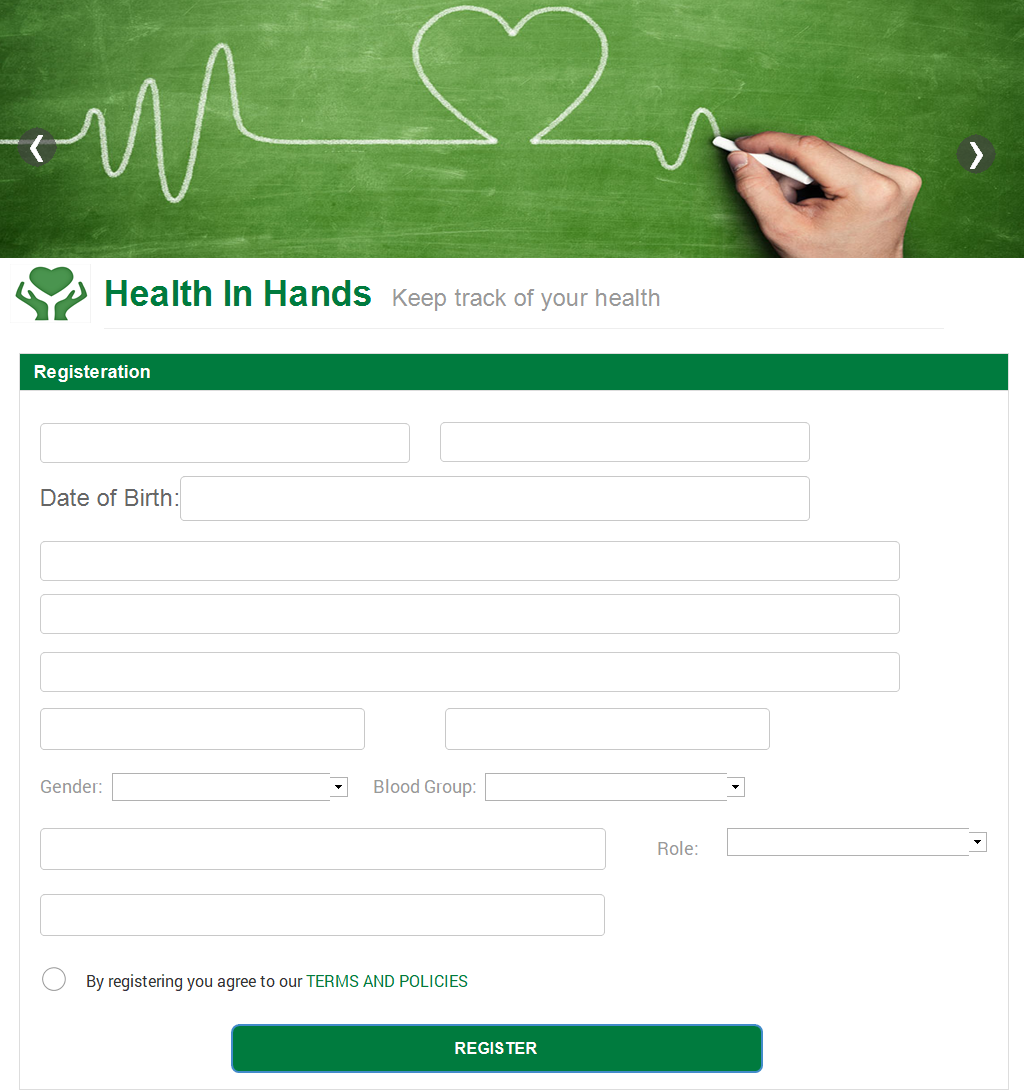 Health In Hands Keep track of your health
Registeration
Date of Birth:
Gender: Blood Group:
Role:
By registering you agree to our TERMS AND POLICIES
REGISTER